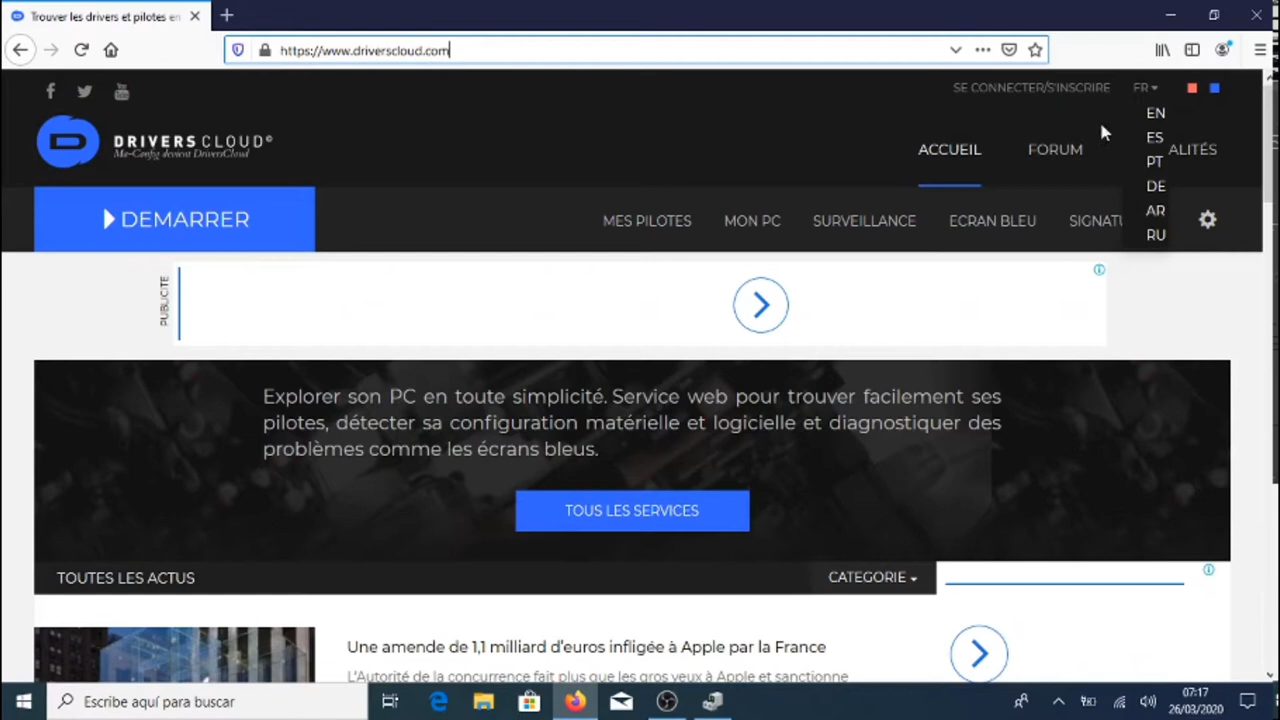 Trouver les drivers et pilotes en
https://www.driverscloud.com
SE CONNECTER/S'INSCRIRE
FR
EN
ES
PT
DE
AR
RU
DRIVERSCLOUD©
Ma-Config devient DriversCloud
ACCUEIL
FORUM
ALITÉS
DEMARRER
MES PILOTES
MON PC
SURVEILLANCE
ECRAN BLEU
SIGNATU
PUBLICITÉ
Explorer son PC en toute simplicité. Service web pour trouver facilement ses
pilotes, détecter sa configuration matérielle et logicielle et diagnostiquer des
problèmes comme les écrans bleus.
TOUS LES SERVICES
TOUTES LES ACTUS
CATEGORIE
Une amende de 1,1 milliard d'euros infligée à Apple par la France
L'Autorité de la concurrence fait plus que les gros yeux à Apple et sanctionne
Escribe aquí para buscar
07:17
26/03/2020